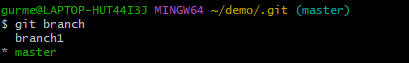 gurme@LAPTOP-HUT44I3J MINGW64 ~/demo/.git (master)
$ git branch
  branch1
* master